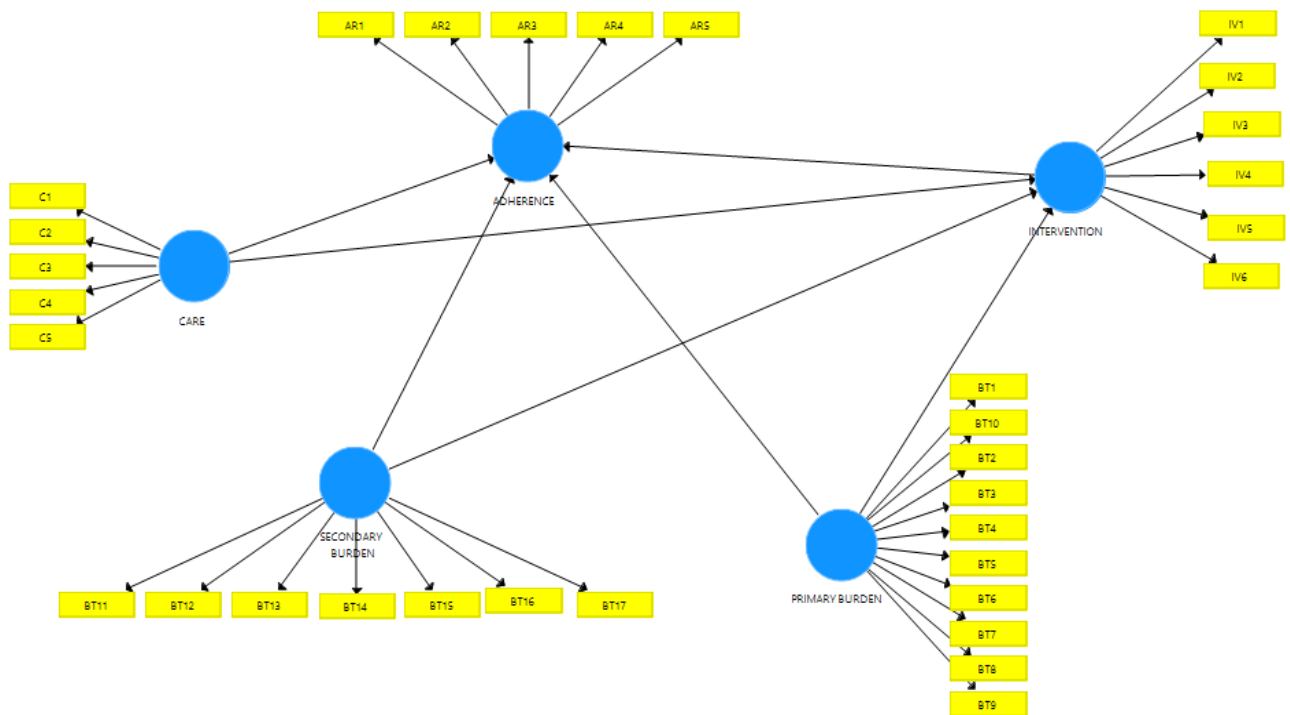 AR1
AR2
AR3
AR4
AR5
IV1
IV2
IV3
IV4
IV5
IV6
ADHERENCE
INTERVENTION
C1
C2
C3
C4
C5
CARE
SECONDARY
BURDEN
BT11
BT12
BT13
BT14
BT15
BT16
BT17
PRIMARY BURDEN
BT1
BT10
BT2
BT3
BT4
BT5
BT6
BT7
BT8
BT9